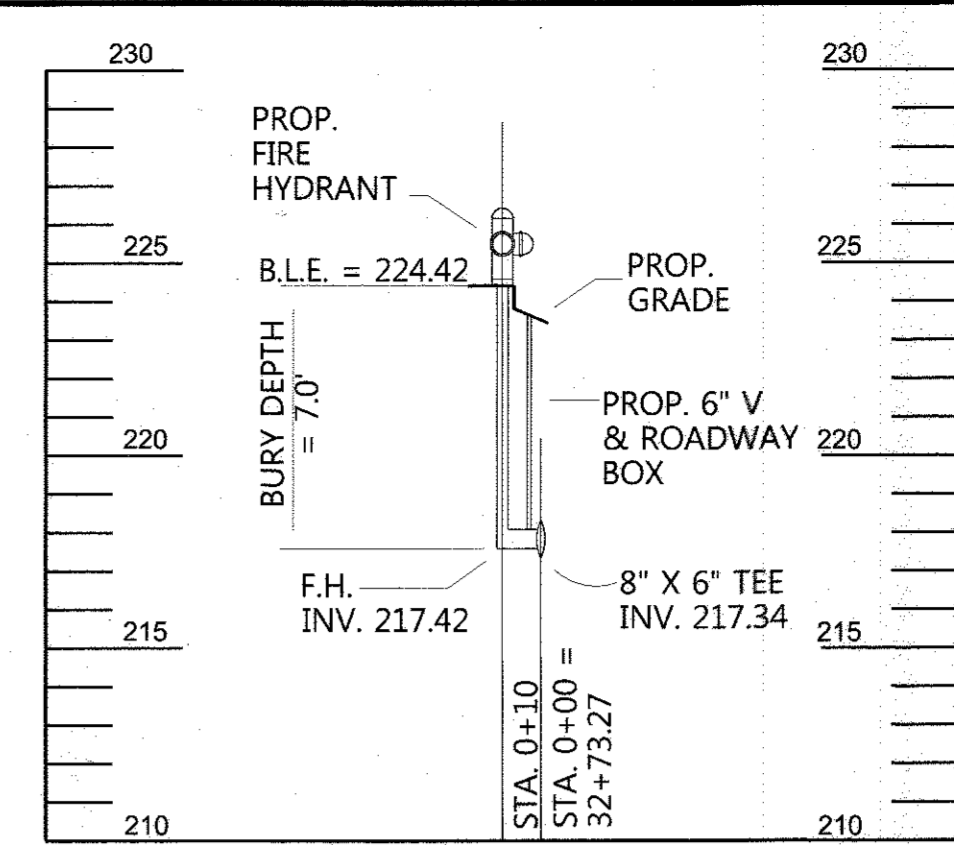 230
230
PROP.
FIRE
HYDRANT
225
225
B.L.E. = 224.42
PROP.
GRADE
BURY DEPTH
= 7.0'
PROP. 6" V
& ROADWAY
BOX
220
220
F.H.
INV. 217.42
8" X 6" TEE
INV. 217.34
215
215
STA. 0+10
STA. 0+00 =
32+73.27
210
210